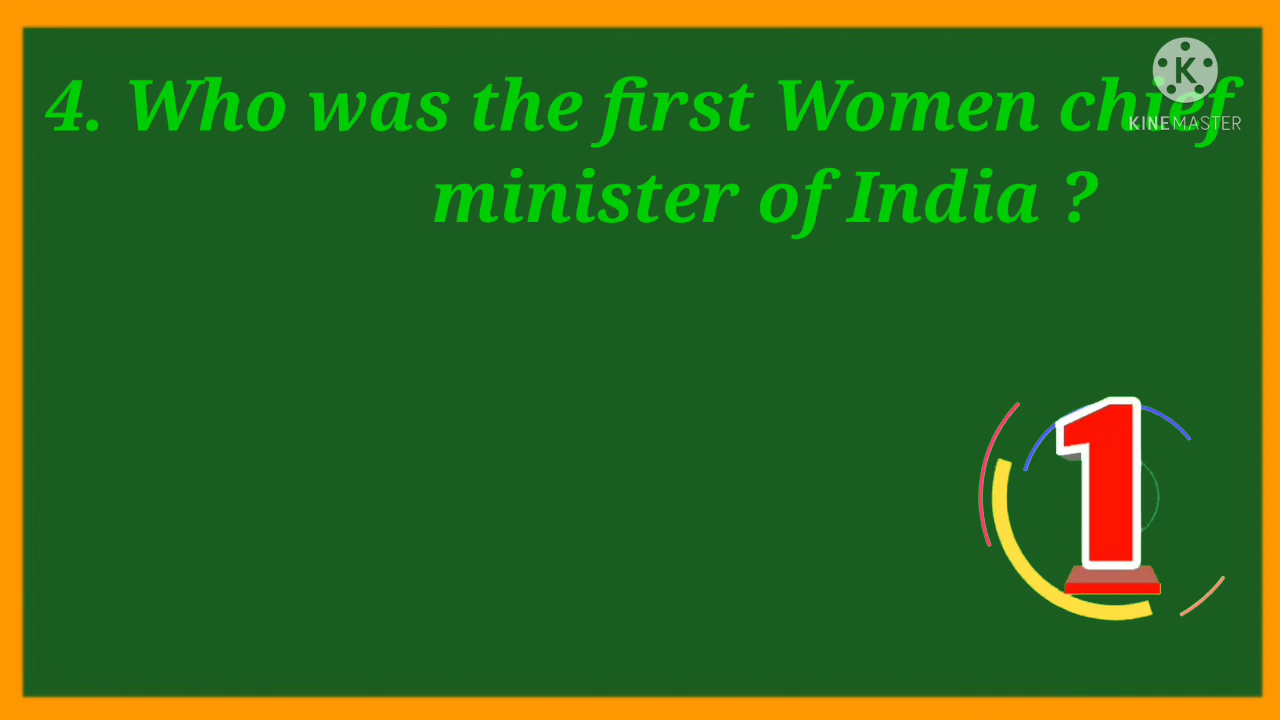 4. Who was the first Women chief
minister of India ?
K
KINEMASTER
1